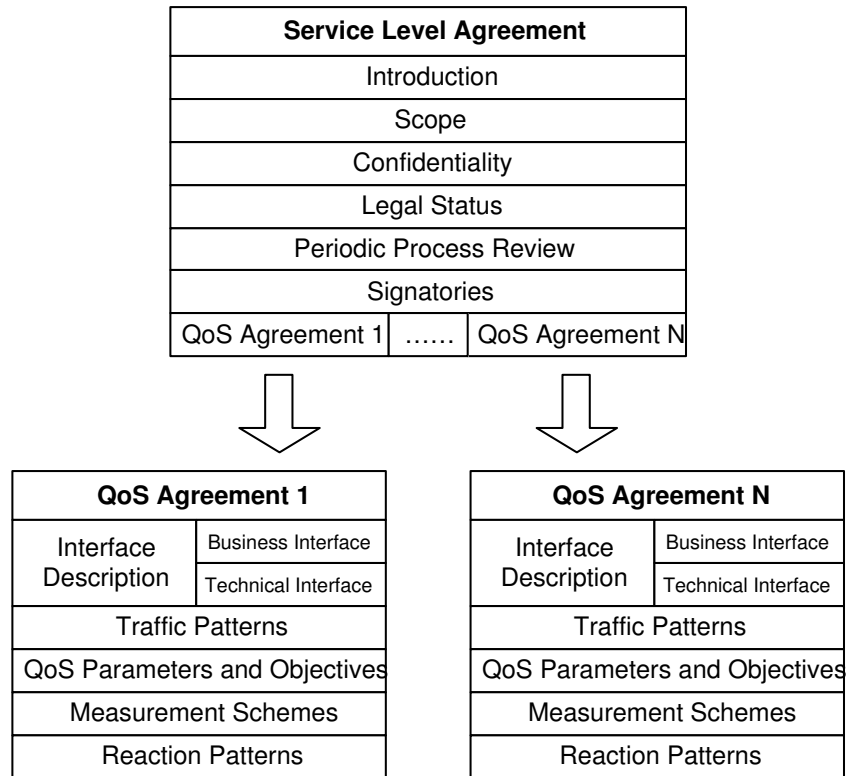 Service Level Agreement
Introduction
Scope
Confidentiality
Legal Status
Periodic Process Review
Signatories
QoS Agreement 1 …… QoS Agreement N
QoS Agreement 1
Interface
Description
Business Interface
Technical Interface
Traffic Patterns
QoS Parameters and Objectives
Measurement Schemes
Reaction Patterns
QoS Agreement N
Interface
Description
Business Interface
Technical Interface
Traffic Patterns
QoS Parameters and Objectives
Measurement Schemes
Reaction Patterns